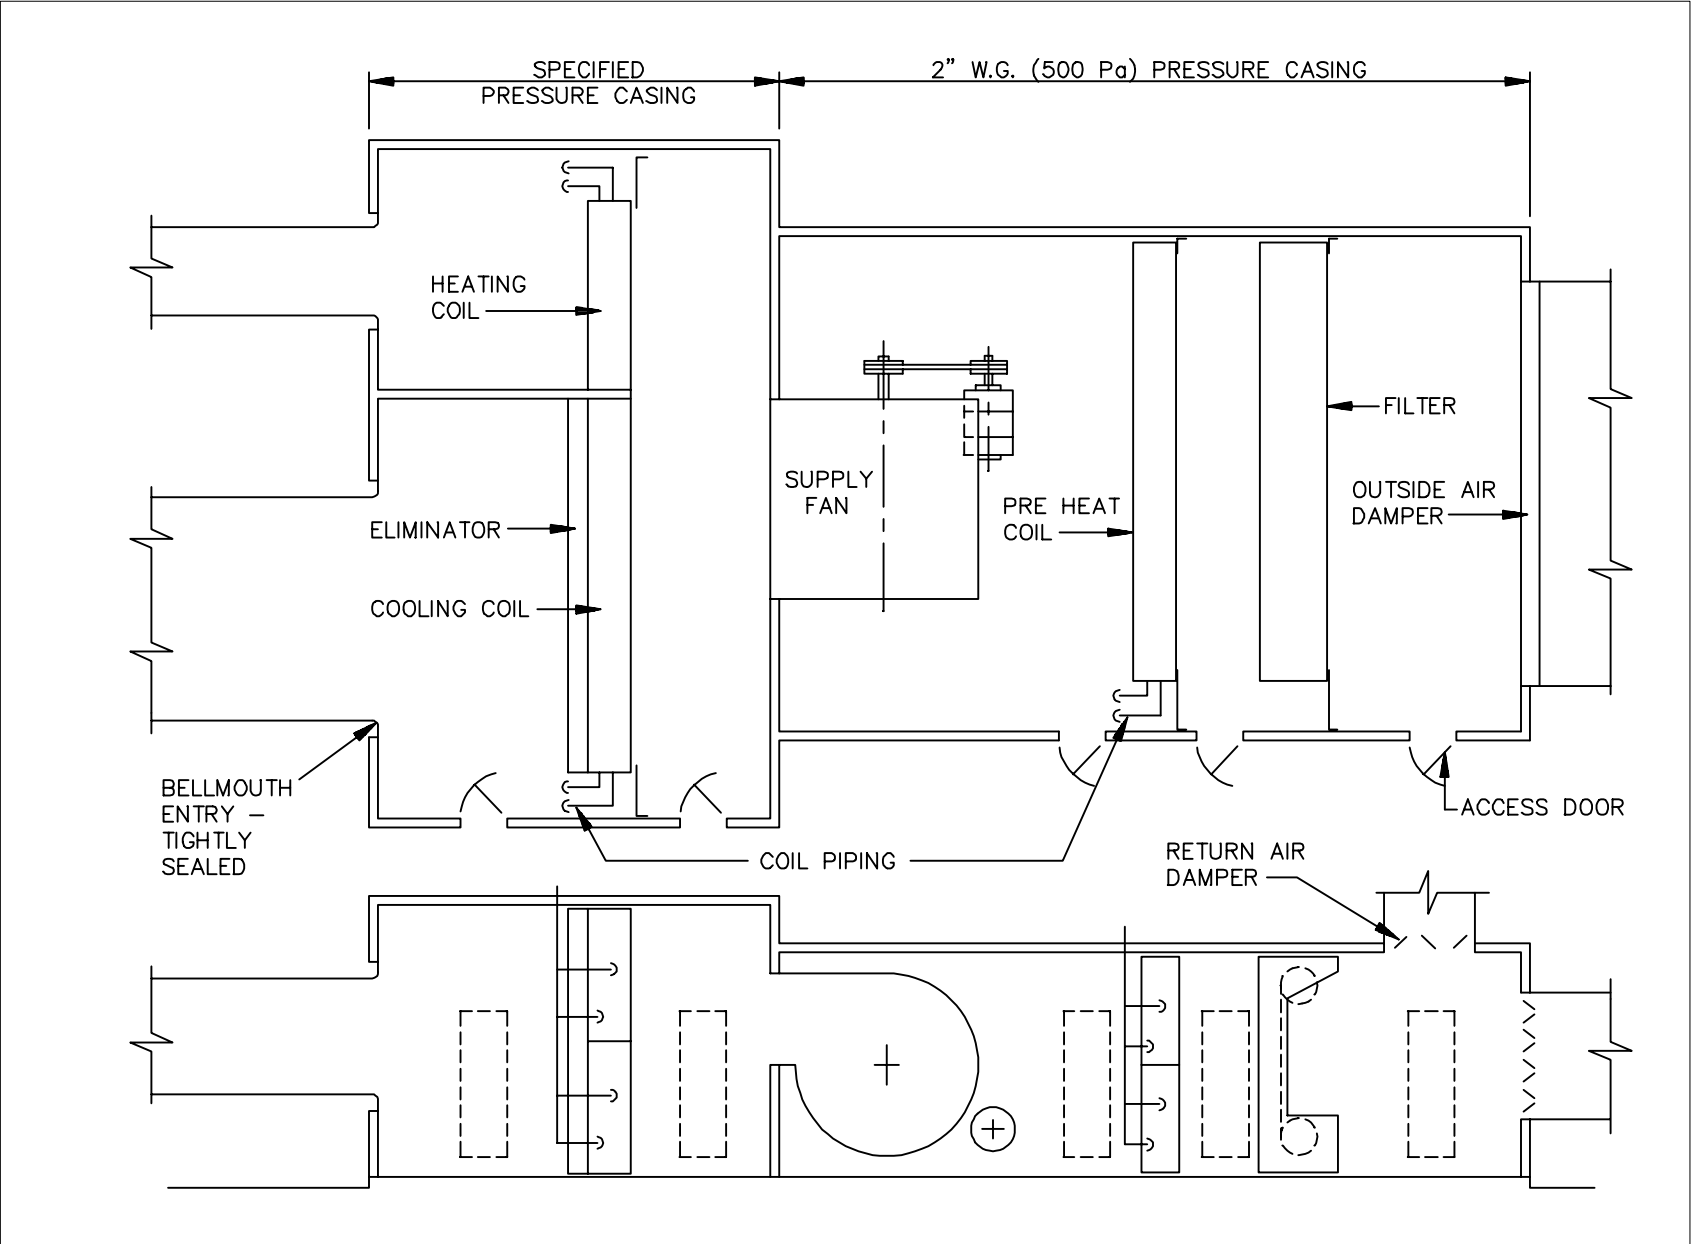 SPECIFIED
PRESSURE CASING
2" W.G. (500 Pa) PRESSURE CASING
HEATING
COIL
FILTER
SUPPLY
FAN
PRE HEAT
COIL
OUTSIDE AIR
DAMPER
ELIMINATOR
COOLING COIL
BELLMOUTH
ENTRY –
TIGHTLY
SEALED
ACCESS DOOR
COIL PIPING
RETURN AIR
DAMPER